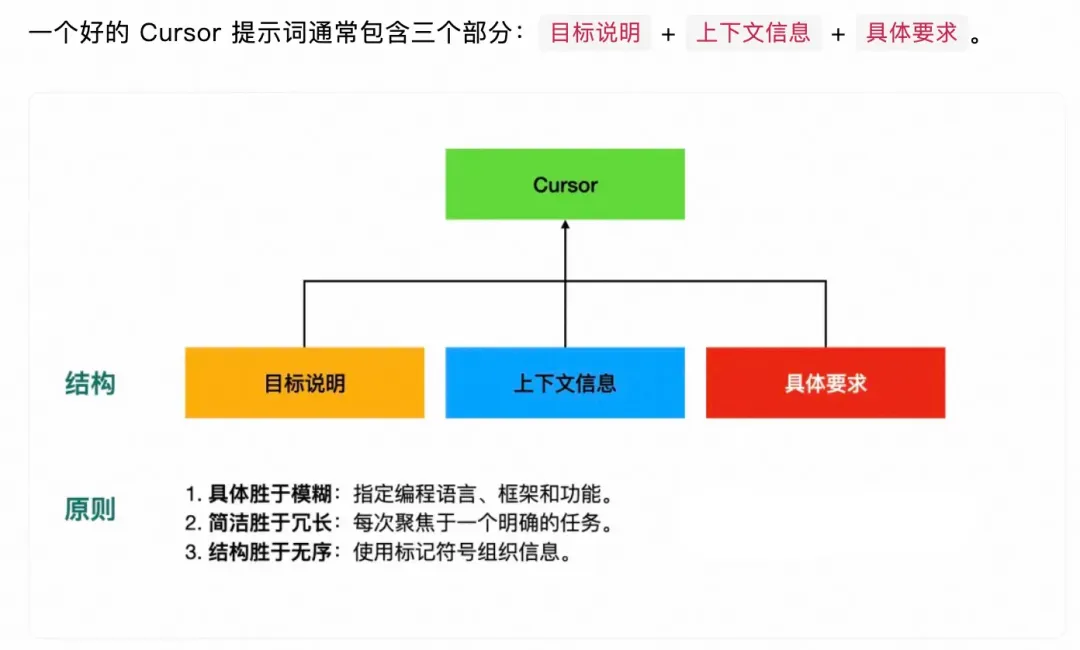 一个好的 Cursor 提示词通常包含三个部分：目标说明 + 上下文信息 + 具体要求 。
Cursor
结构
目标说明
上下文信息
具体要求
原则
1. 具体胜于模糊：指定编程语言、框架和功能。
2. 简洁胜于冗长：每次聚焦于一个明确的任务。
3. 结构胜于无序：使用标记符号组织信息。